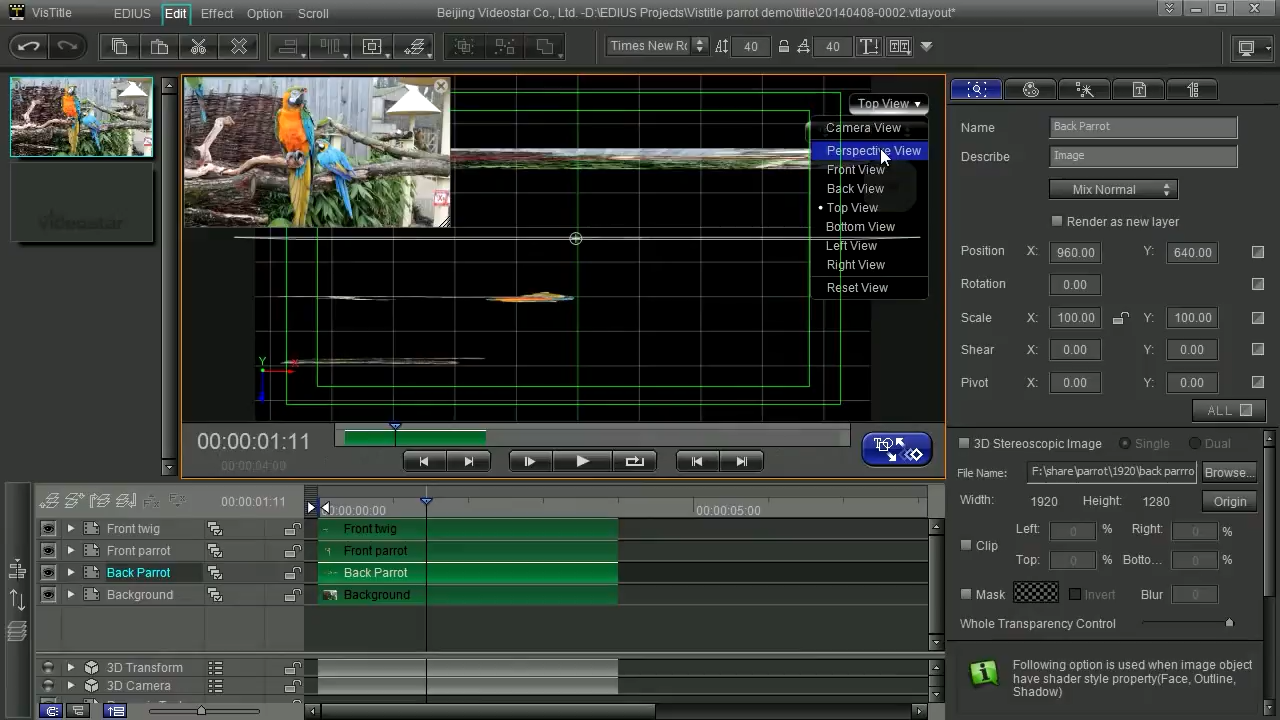 VisTitle
EDIUS
Edit
Effect
Option
Scroll
Beijing Videostar Co., Ltd. -D:\EDIUS Projects\Vistitle parrot demo\title\20140408-0002.vtlayout*
Times New Ro
40
40
Top View
Camera View
Perspective View
Front View
Back View
Top View
Bottom View
Left View
Right View
Reset View
videostar
Y
X
00:00:01:11
00:00:04:00
Name
Back Parrot
Describe
Image
Mix Normal
Render as new layer
Position
X:
960.00
Y:
640.00
Rotation
0.00
Scale
X:
100.00
Y:
100.00
Shear
X:
0.00
Y:
0.00
Pivot
X:
0.00
Y:
0.00
ALL
3D Stereoscopic Image
Single
Dual
File Name:
F:\share\parrot\1920\back parrro
Browse...
Width:
1920
Height:
1280
Origin
Clip
Left:
0
%
Right:
0
%
Top:
0
%
Botto...
0
%
Mask
Invert
Blur
0
Whole Transparency Control
Following option is used when image object
have shader style property(Face, Outline,
Shadow)
00:00:01:11
0:00:00:00
00:00:05:00
Front twig
Front twig
Front parrot
Front parrot
Back Parrot
Back Parrot
Background
Background
3D Transform
3D Camera